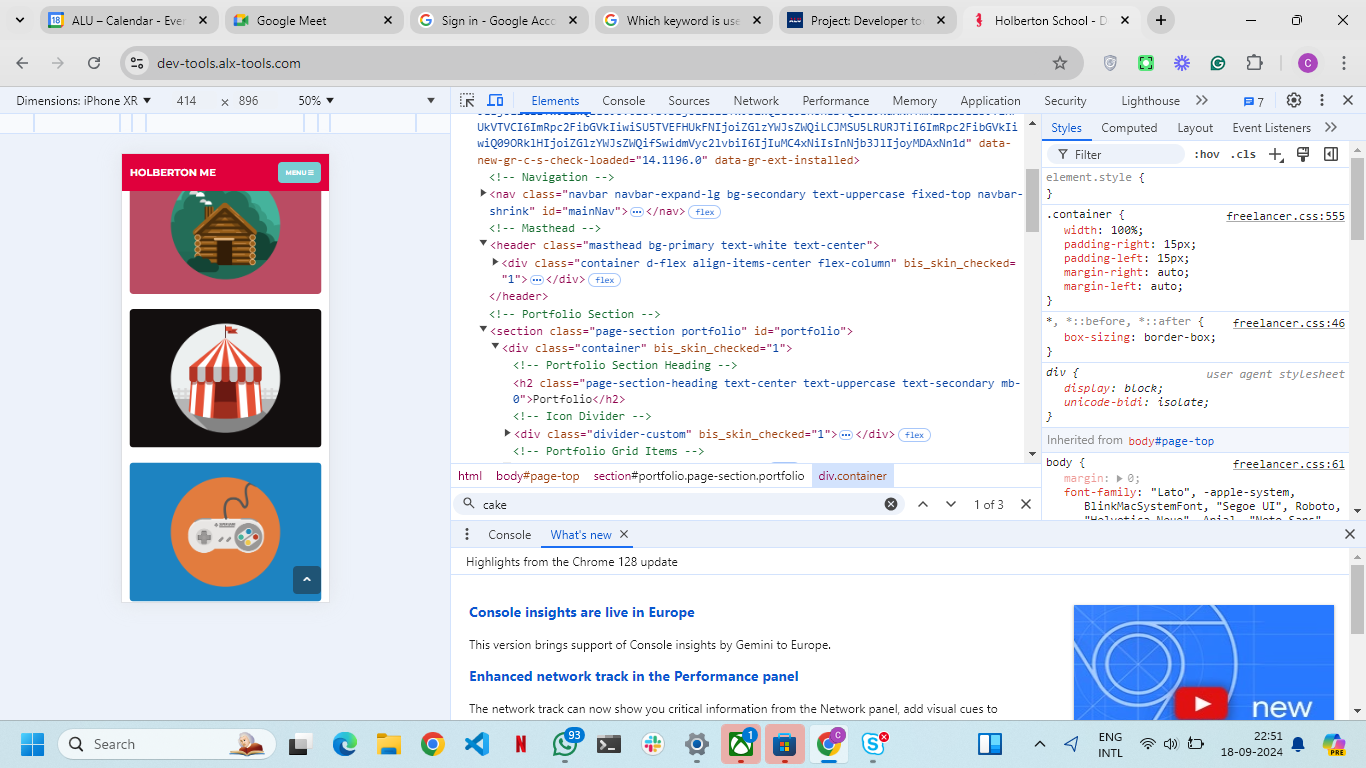 ALU – Calendar - Ever
Google Meet
Sign in - Google Acco
Which keyword is use
Project: Developer to
Holberton School - D
dev-tools.alx-tools.com
C
Dimensions: iPhone XR
414 x 896
50%
Elements
Console
Sources
Network
Performance
Memory
Application
Security
Lighthouse
7
HOLBERTON ME
MENU
UkVTVCI6ImRpc2FibGVkIiwiSU5TVEFHUkFNIjoiZGlzYWJsZWQiLCJMSU5LRURJTiI6ImRpc2FibGVkIi
wiQ09ORklHIjoiZGlzYWJsZWQifSwidmVyc2lvbiI6IjIuMC4xNiIsInNjb3JlIjoyMDAxNn1d" data-
new-gr-c-s-check-loaded="14.1196.0" data-gr-ext-installed>
<!-- Navigation -->
<nav class="navbar navbar-expand-lg bg-secondary text-uppercase fixed-top navbar-
shrink" id="mainNav"> </nav> flex
<!-- Masthead -->
<header class="masthead bg-primary text-white text-center">
<div class="container d-flex align-items-center flex-column" bis_skin_checked=
"1"> </div> flex
</header>
<!-- Portfolio Section -->
<section class="page-section portfolio" id="portfolio">
<div class="container" bis_skin_checked="1">
<!-- Portfolio Section Heading -->
<h2 class="page-section-heading text-center text-uppercase text-secondary mb-
0">Portfolio</h2>
<!-- Icon Divider -->
<div class="divider-custom" bis_skin_checked="1"> </div> flex
<!-- Portfolio Grid Items -->
html body#page-top section#portfolio.page-section.portfolio div.container
cake
1 of 3
Styles
Computed
Layout
Event Listeners
Filter
:hov .cls
element.style {
}
.container {
freelancer.css:555
width: 100%;
padding-right: 15px;
padding-left: 15px;
margin-right: auto;
margin-left: auto;
}
*, *::before, *::after {
freelancer.css:46
box-sizing: border-box;
}
div {
user agent stylesheet
display: block;
unicode-bidi: isolate;
}
Inherited from body#page-top
body {
freelancer.css:61
margin: 0;
font-family: "Lato", -apple-system,
BlinkMacSystemFont, "Segoe UI", Roboto,
"Helvetica Neue", Arial, "Noto Sans"
Console
What's new
Highlights from the Chrome 128 update
Console insights are live in Europe
This version brings support of Console insights by Gemini to Europe.
Enhanced network track in the Performance panel
The network track can now show you critical information from the Network panel, add visual cues to
new
Search
93
1
C
ENG
INTL
22:51
18-09-2024
PRE